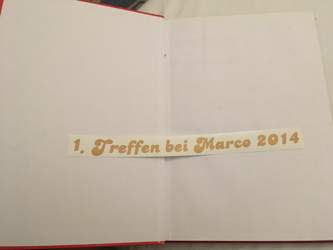 1. Treffen bei Marco 2014